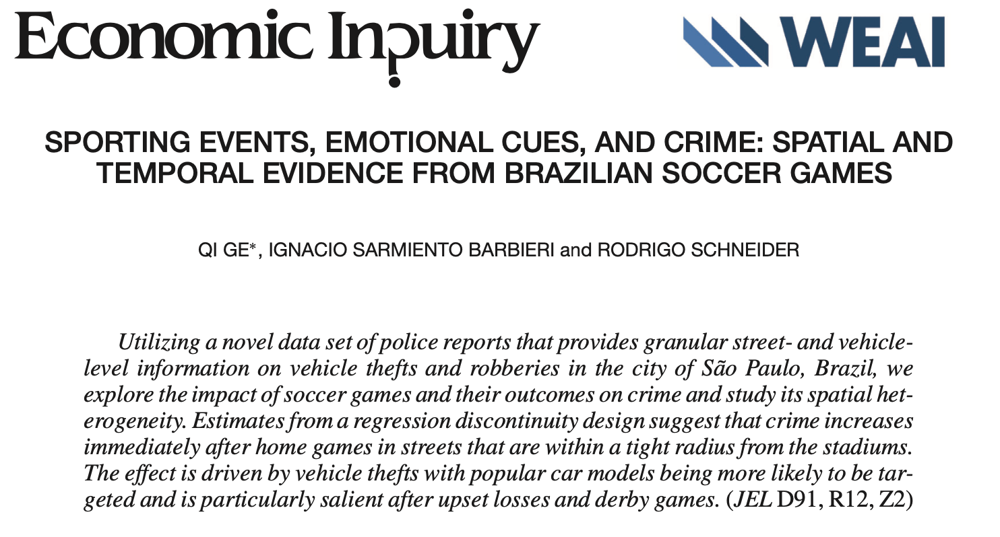 Economic Inquiry
WEAI
SPORTING EVENTS, EMOTIONAL CUES, AND CRIME: SPATIAL AND
TEMPORAL EVIDENCE FROM BRAZILIAN SOCCER GAMES
QI GE*, IGNACIO SARMIENTO BARBIERI and RODRIGO SCHNEIDER
Utilizing a novel data set of police reports that provides granular street- and vehicle-
level information on vehicle thefts and robberies in the city of São Paulo, Brazil, we
explore the impact of soccer games and their outcomes on crime and study its spatial het-
erogeneity. Estimates from a regression discontinuity design suggest that crime increases
immediately after home games in streets that are within a tight radius from the stadiums.
The effect is driven by vehicle thefts with popular car models being more likely to be tar-
geted and is particularly salient after upset losses and derby games. (JEL D91, R12, Z2)